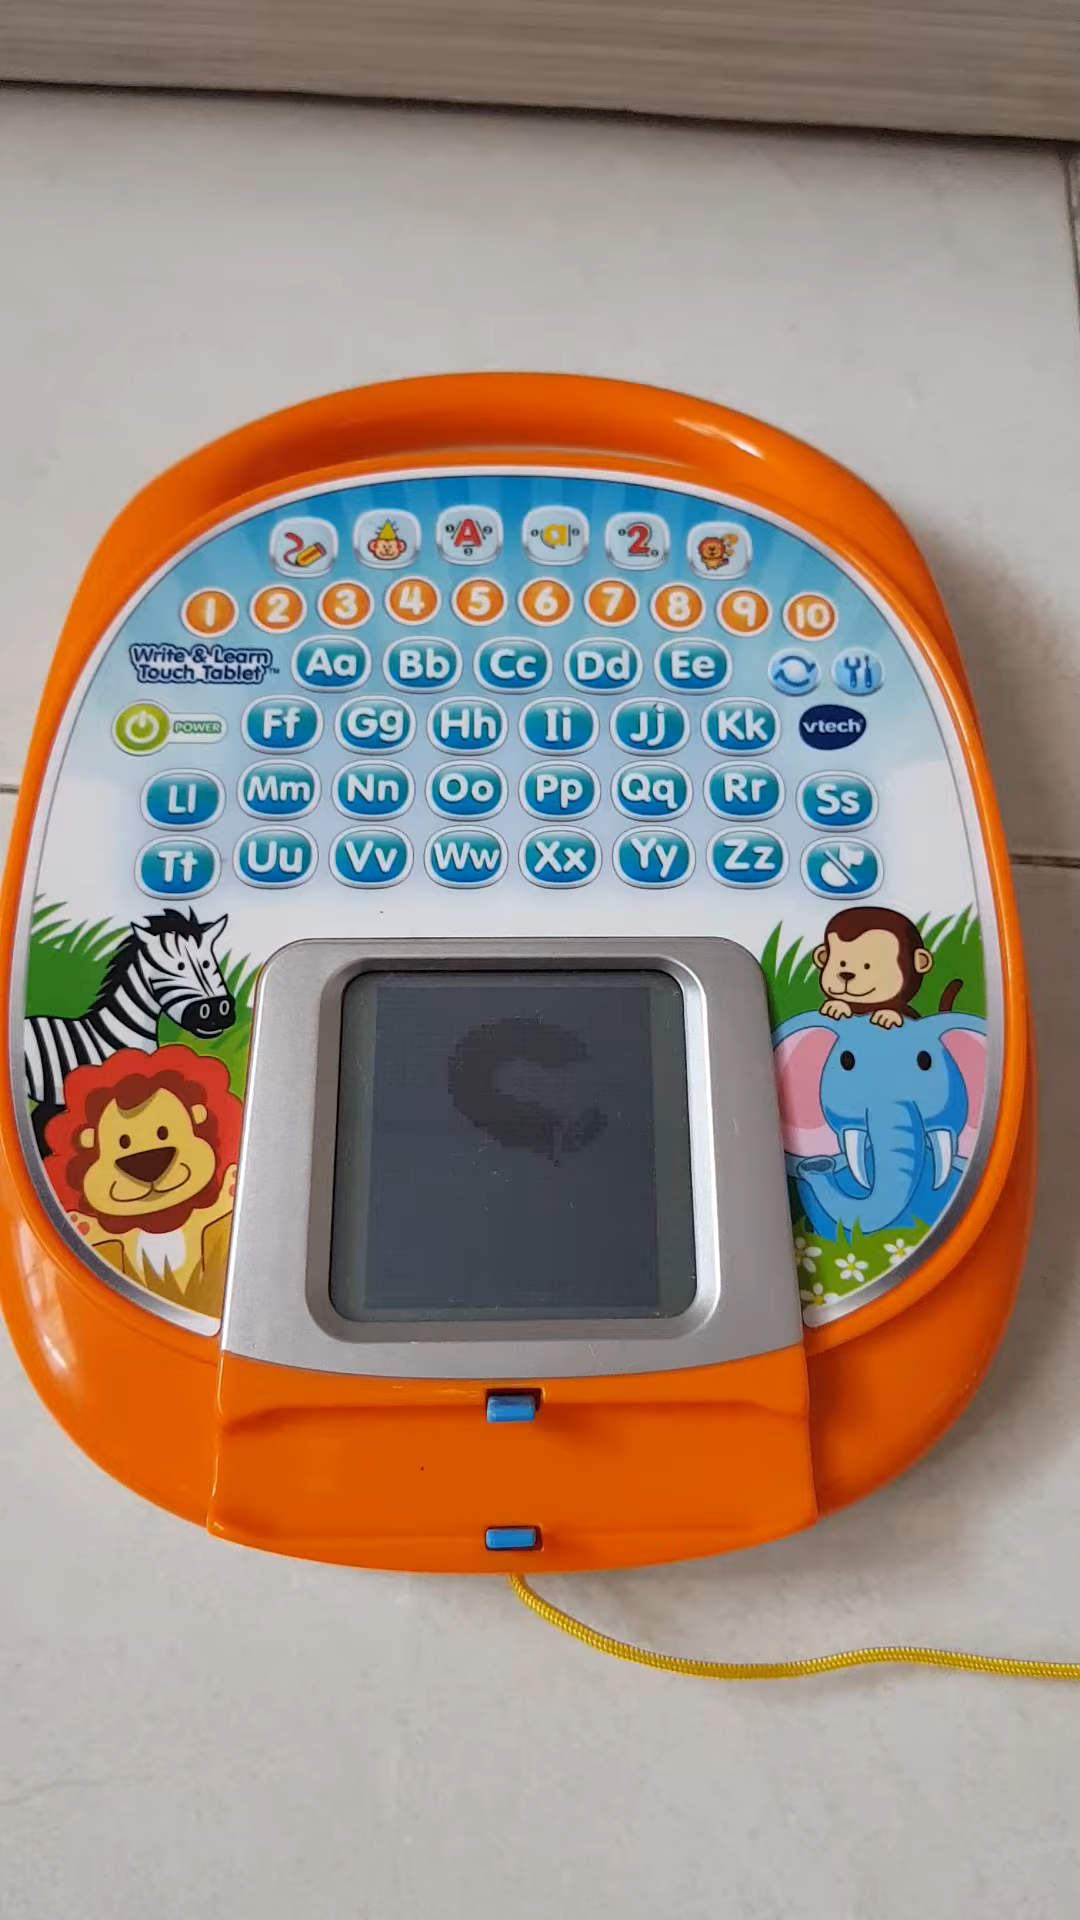 A
a
2
1 2 3 4 5 6 7 8 9 10
Write & Learn Touch Tablet™ Aa Bb Cc Dd Ee
POWER Ff Gg Hh Ii Jj Kk vtech
Ll Mm Nn Oo Pp Qq Rr Ss
Tt Uu Vv Ww Xx Yy Zz